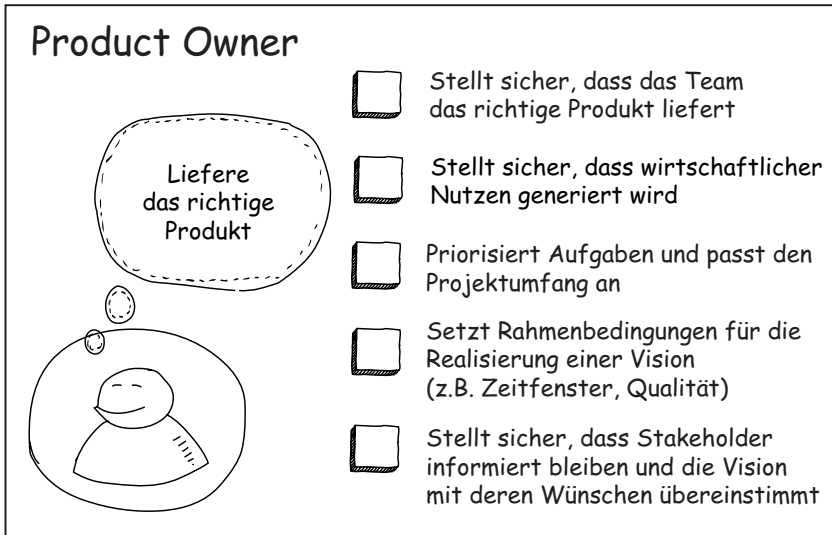 Product Owner
Liefere
das richtige
Produkt
Stellt sicher, dass das Team
das richtige Produkt liefert
Stellt sicher, dass wirtschaftlicher
Nutzen generiert wird
Priorisiert Aufgaben und passt den
Projektumfang an
Setzt Rahmenbedingungen für die
Realisierung einer Vision
(z.B. Zeitfenster, Qualität)
Stellt sicher, dass Stakeholder
informiert bleiben und die Vision
mit deren Wünschen übereinstimmt